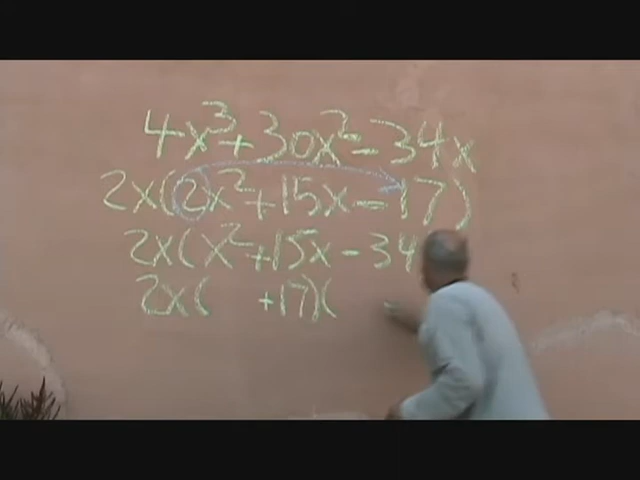 4x³+30x²-34x
2x(2x²+15x-17)
2x(x²+15x-34
2x( +17)( -